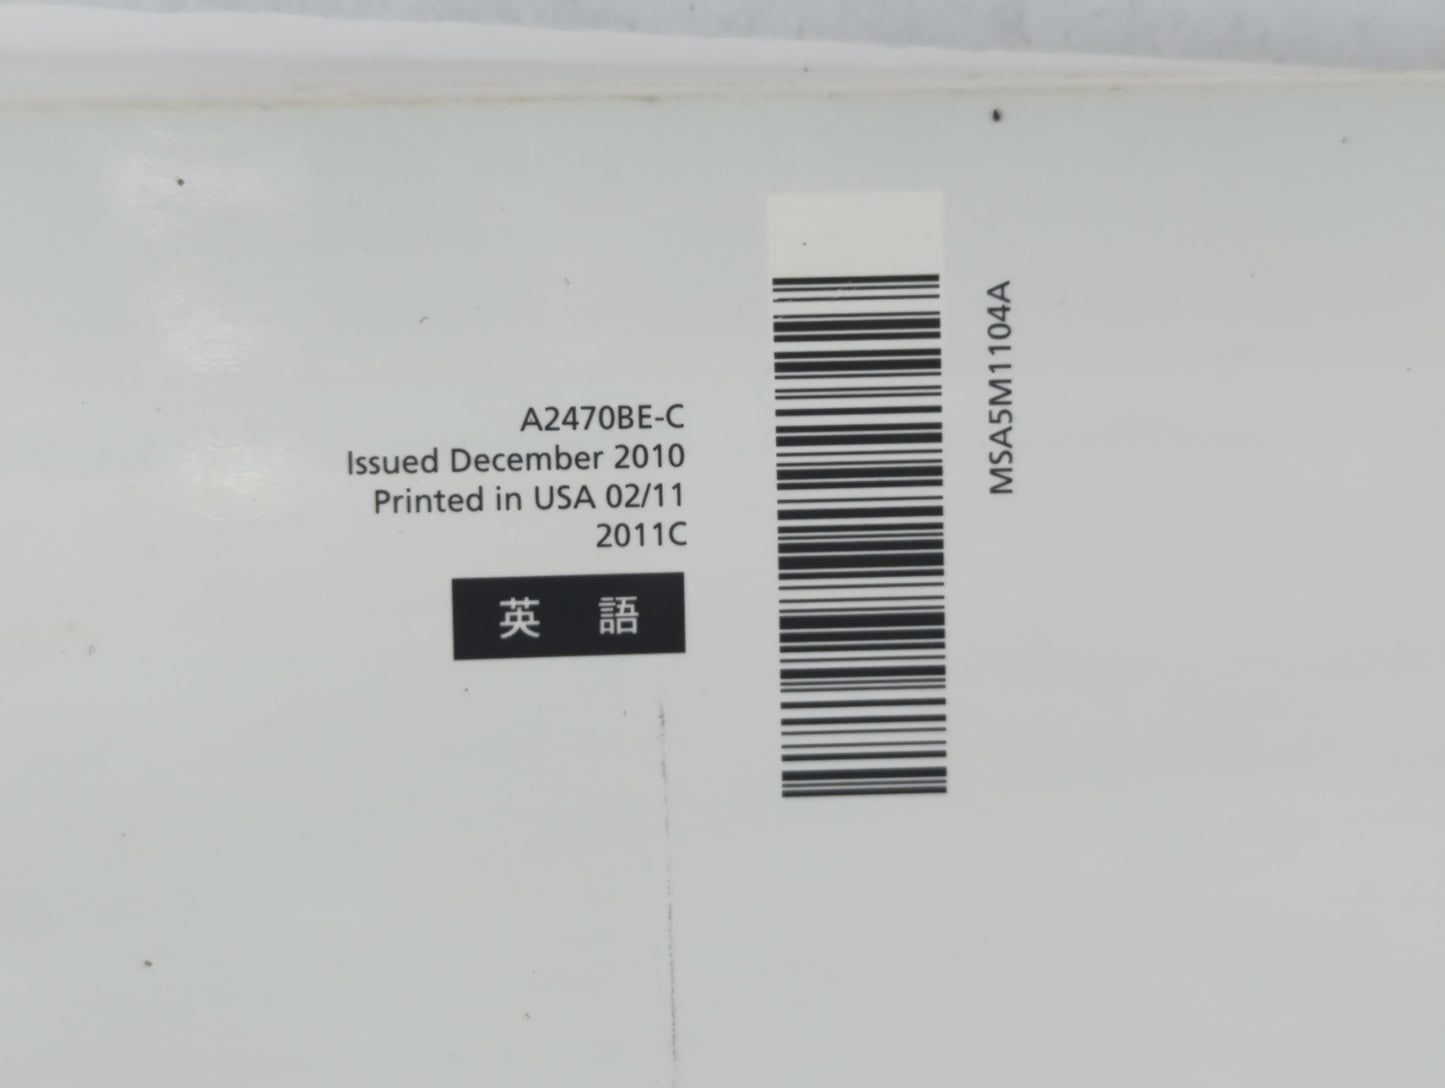 A2470BE-C
Issued December 2010
Printed in USA 02/11
2011C
英 語
MSA5M1104A